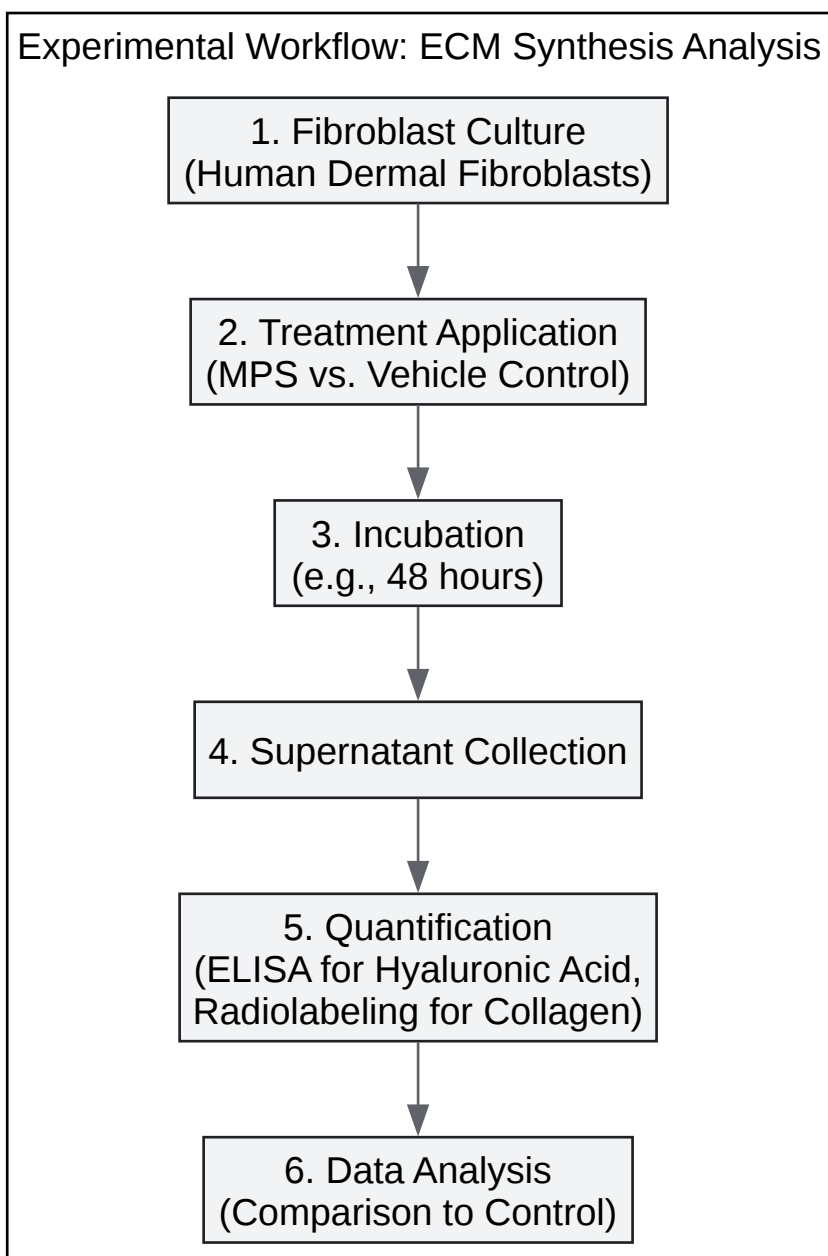 Experimental Workflow: ECM Synthesis Analysis
1. Fibroblast Culture
(Human Dermal Fibroblasts)
2. Treatment Application
(MPS vs. Vehicle Control)
3. Incubation
(e.g., 48 hours)
4. Supernatant Collection
5. Quantification
(ELISA for Hyaluronic Acid,
Radiolabeling for Collagen)
6. Data Analysis
(Comparison to Control)